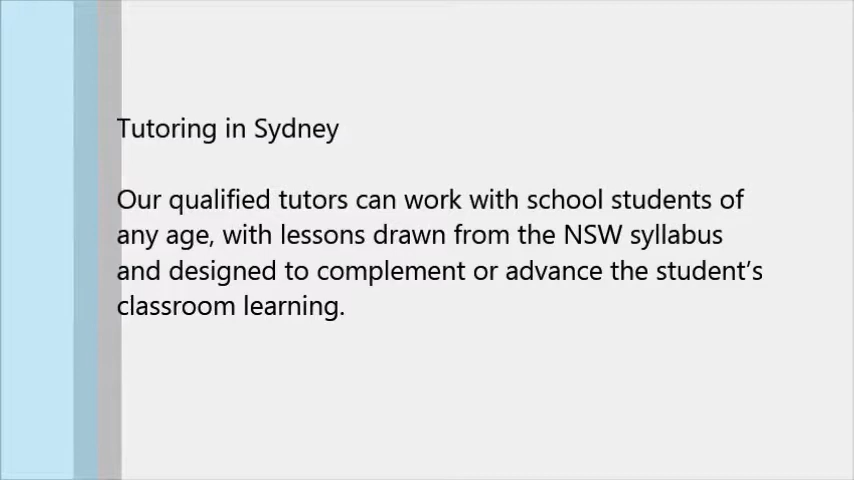 Tutoring in Sydney
Our qualified tutors can work with school students of
any age, with lessons drawn from the NSW syllabus
and designed to complement or advance the student’s
classroom learning.